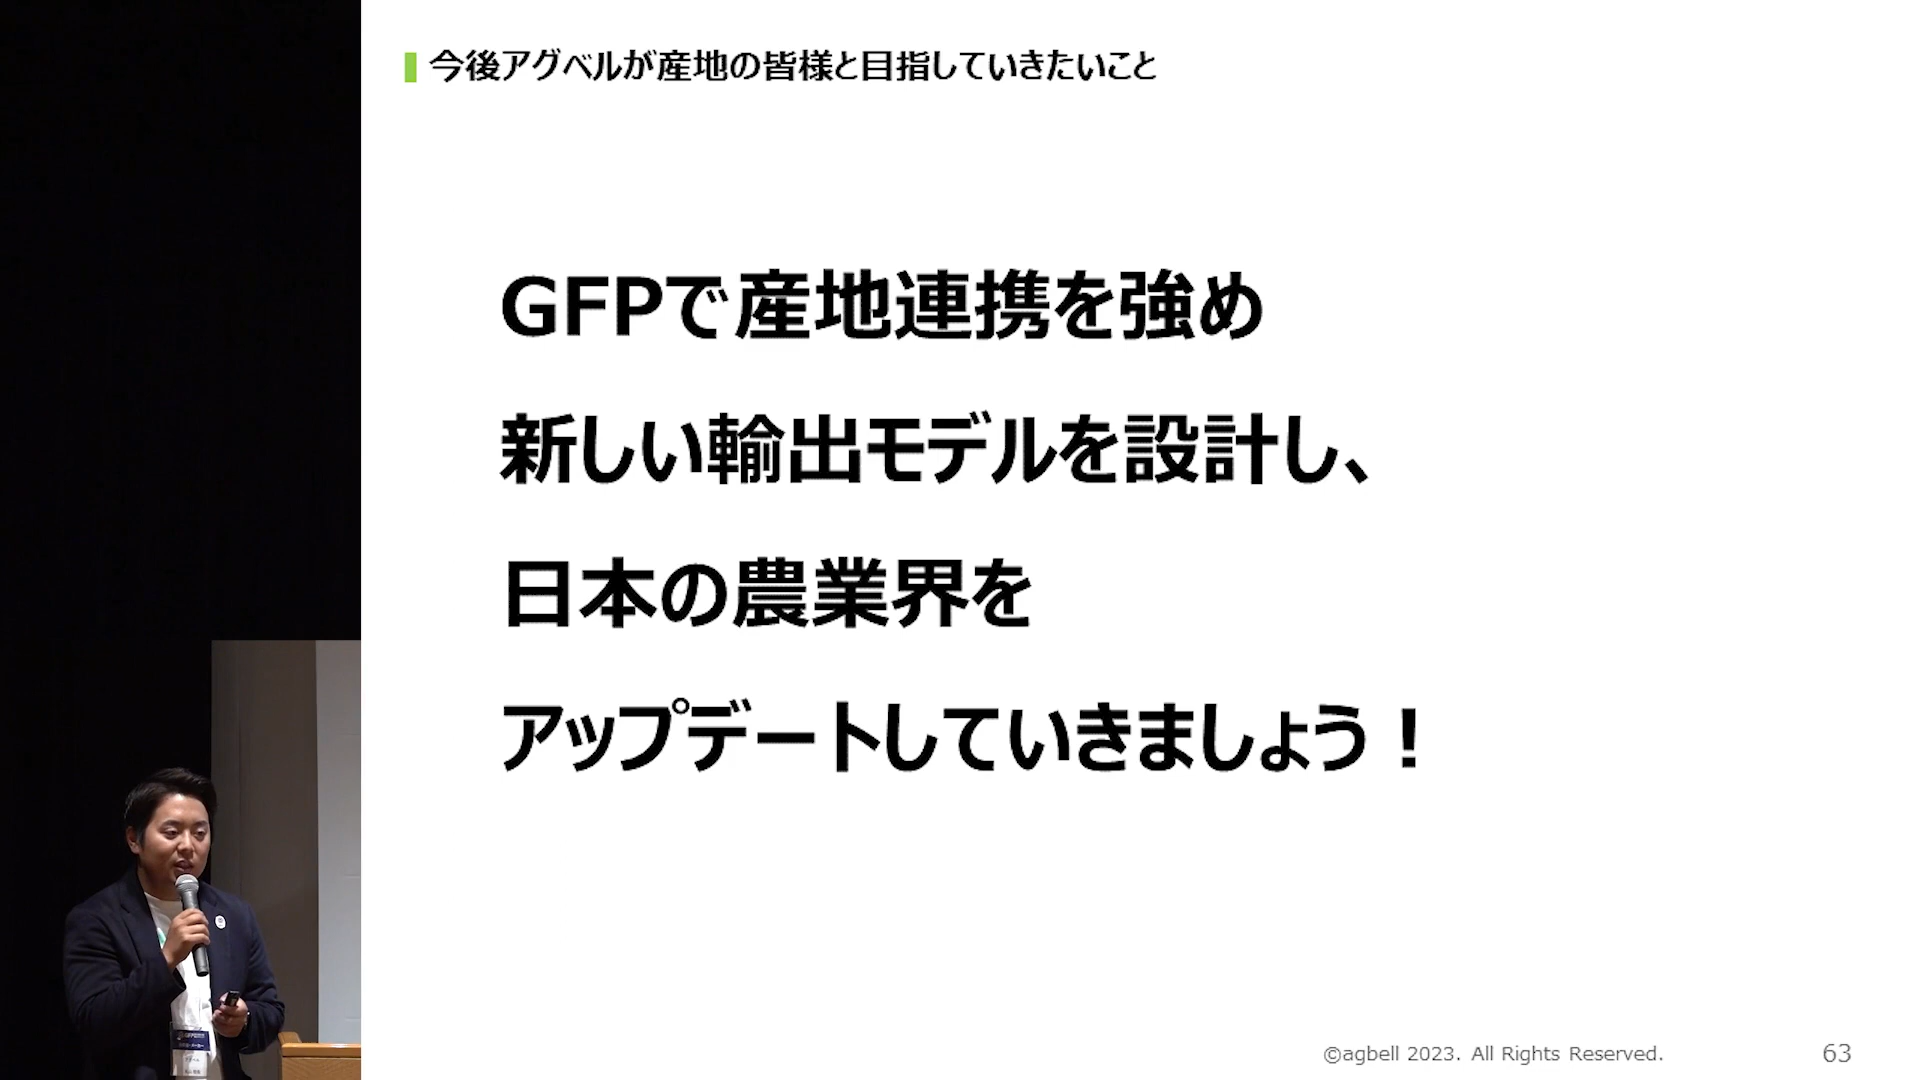 今後アグベルが産地の皆様と目指していきたいこと
GFPで産地連携を強め
新しい輸出モデルを設計し、
日本の農業界を
アップデートしていきましょう！
©agbell 2023. All Rights Reserved.
63